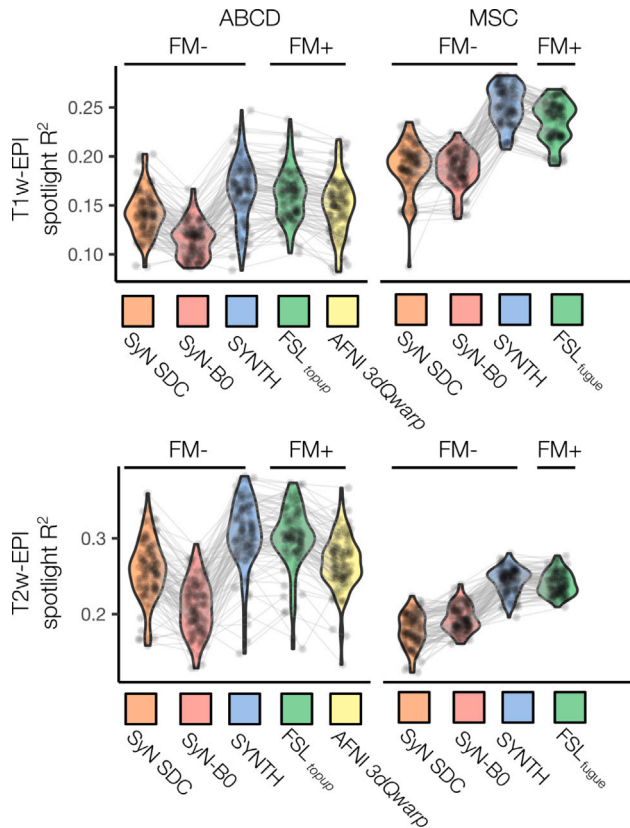 ABCD MSC
FM- FM+ FM- FM+
T1w-EPI
spotlight R²
0.25
0.20
0.15
0.10
SyN SDC SyN-B0 SYNTH FSL topup AFNI 3dQwarp SyN SDC SyN-B0 SYNTH FSL fugue
FM- FM+ FM- FM+
T2w-EPI
spotlight R²
0.3
0.2
SyN SDC SyN-B0 SYNTH FSL topup AFNI 3dQwarp SyN SDC SyN-B0 SYNTH FSL fugue